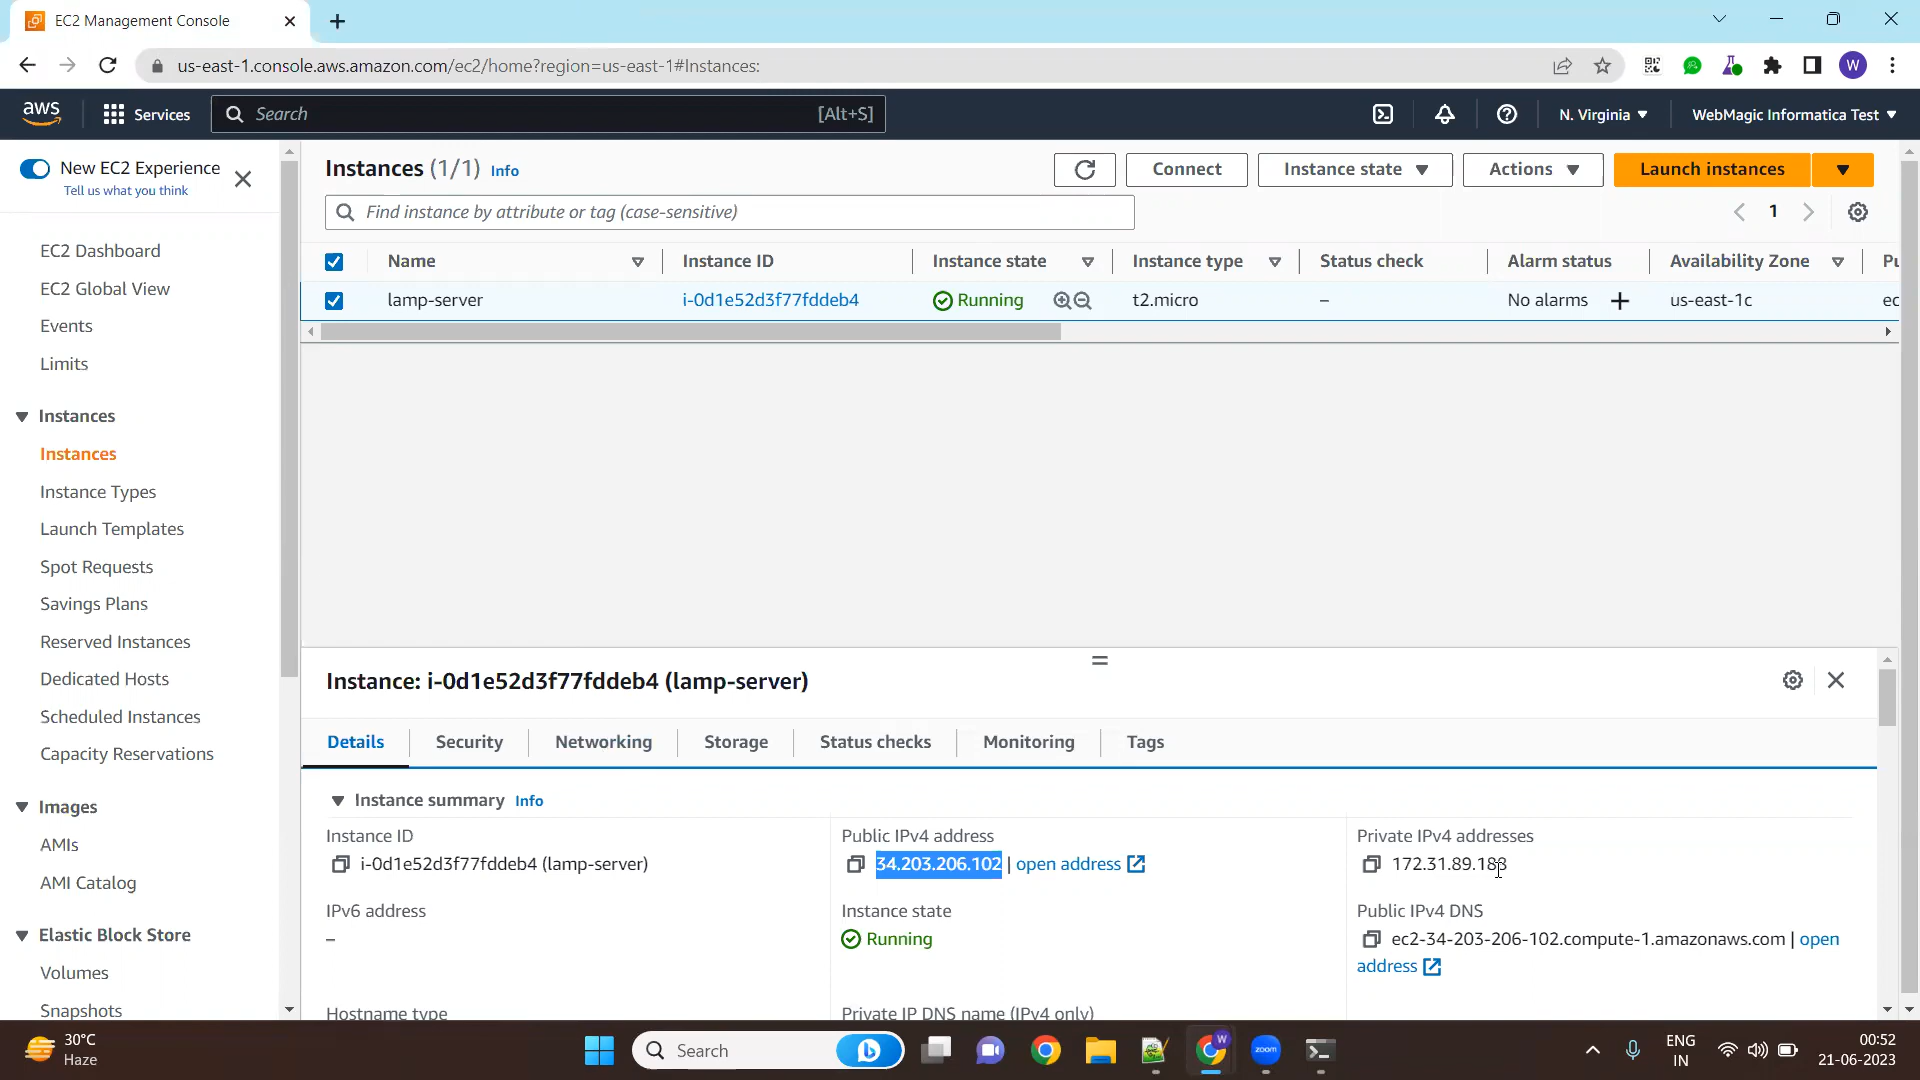 EC2 Management Console
us-east-1.console.aws.amazon.com/ec2/home?region=us-east-1#Instances:
W
aws
Services
Search
[Alt+S]
N. Virginia
WebMagic Informatica Test
New EC2 Experience
Tell us what you think
EC2 Dashboard
EC2 Global View
Events
Limits
Instances
Instances
Instance Types
Launch Templates
Spot Requests
Savings Plans
Reserved Instances
Dedicated Hosts
Scheduled Instances
Capacity Reservations
Images
AMIs
AMI Catalog
Elastic Block Store
Volumes
Snapshots
Instances (1/1) Info
Connect
Instance state
Actions
Launch instances
Find instance by attribute or tag (case-sensitive)
1
Name Instance ID Instance state Instance type Status check Alarm status Availability Zone Pu
lamp-server i-0d1e52d3f77fddeb4 Running t2.micro – No alarms + us-east-1c ec
Instance: i-0d1e52d3f77fddeb4 (lamp-server)
Details Security Networking Storage Status checks Monitoring Tags
Instance summary Info
Instance ID
i-0d1e52d3f77fddeb4 (lamp-server)
Public IPv4 address
34.203.206.102 | open address
Private IPv4 addresses
172.31.89.183
IPv6 address
–
Instance state
Running
Public IPv4 DNS
ec2-34-203-206-102.compute-1.amazonaws.com | open
address
Hostname type
Private IP DNS name (IPv4 only)
30°C
Haze
Search
W
zoom
ENG
IN
00:52
21-06-2023